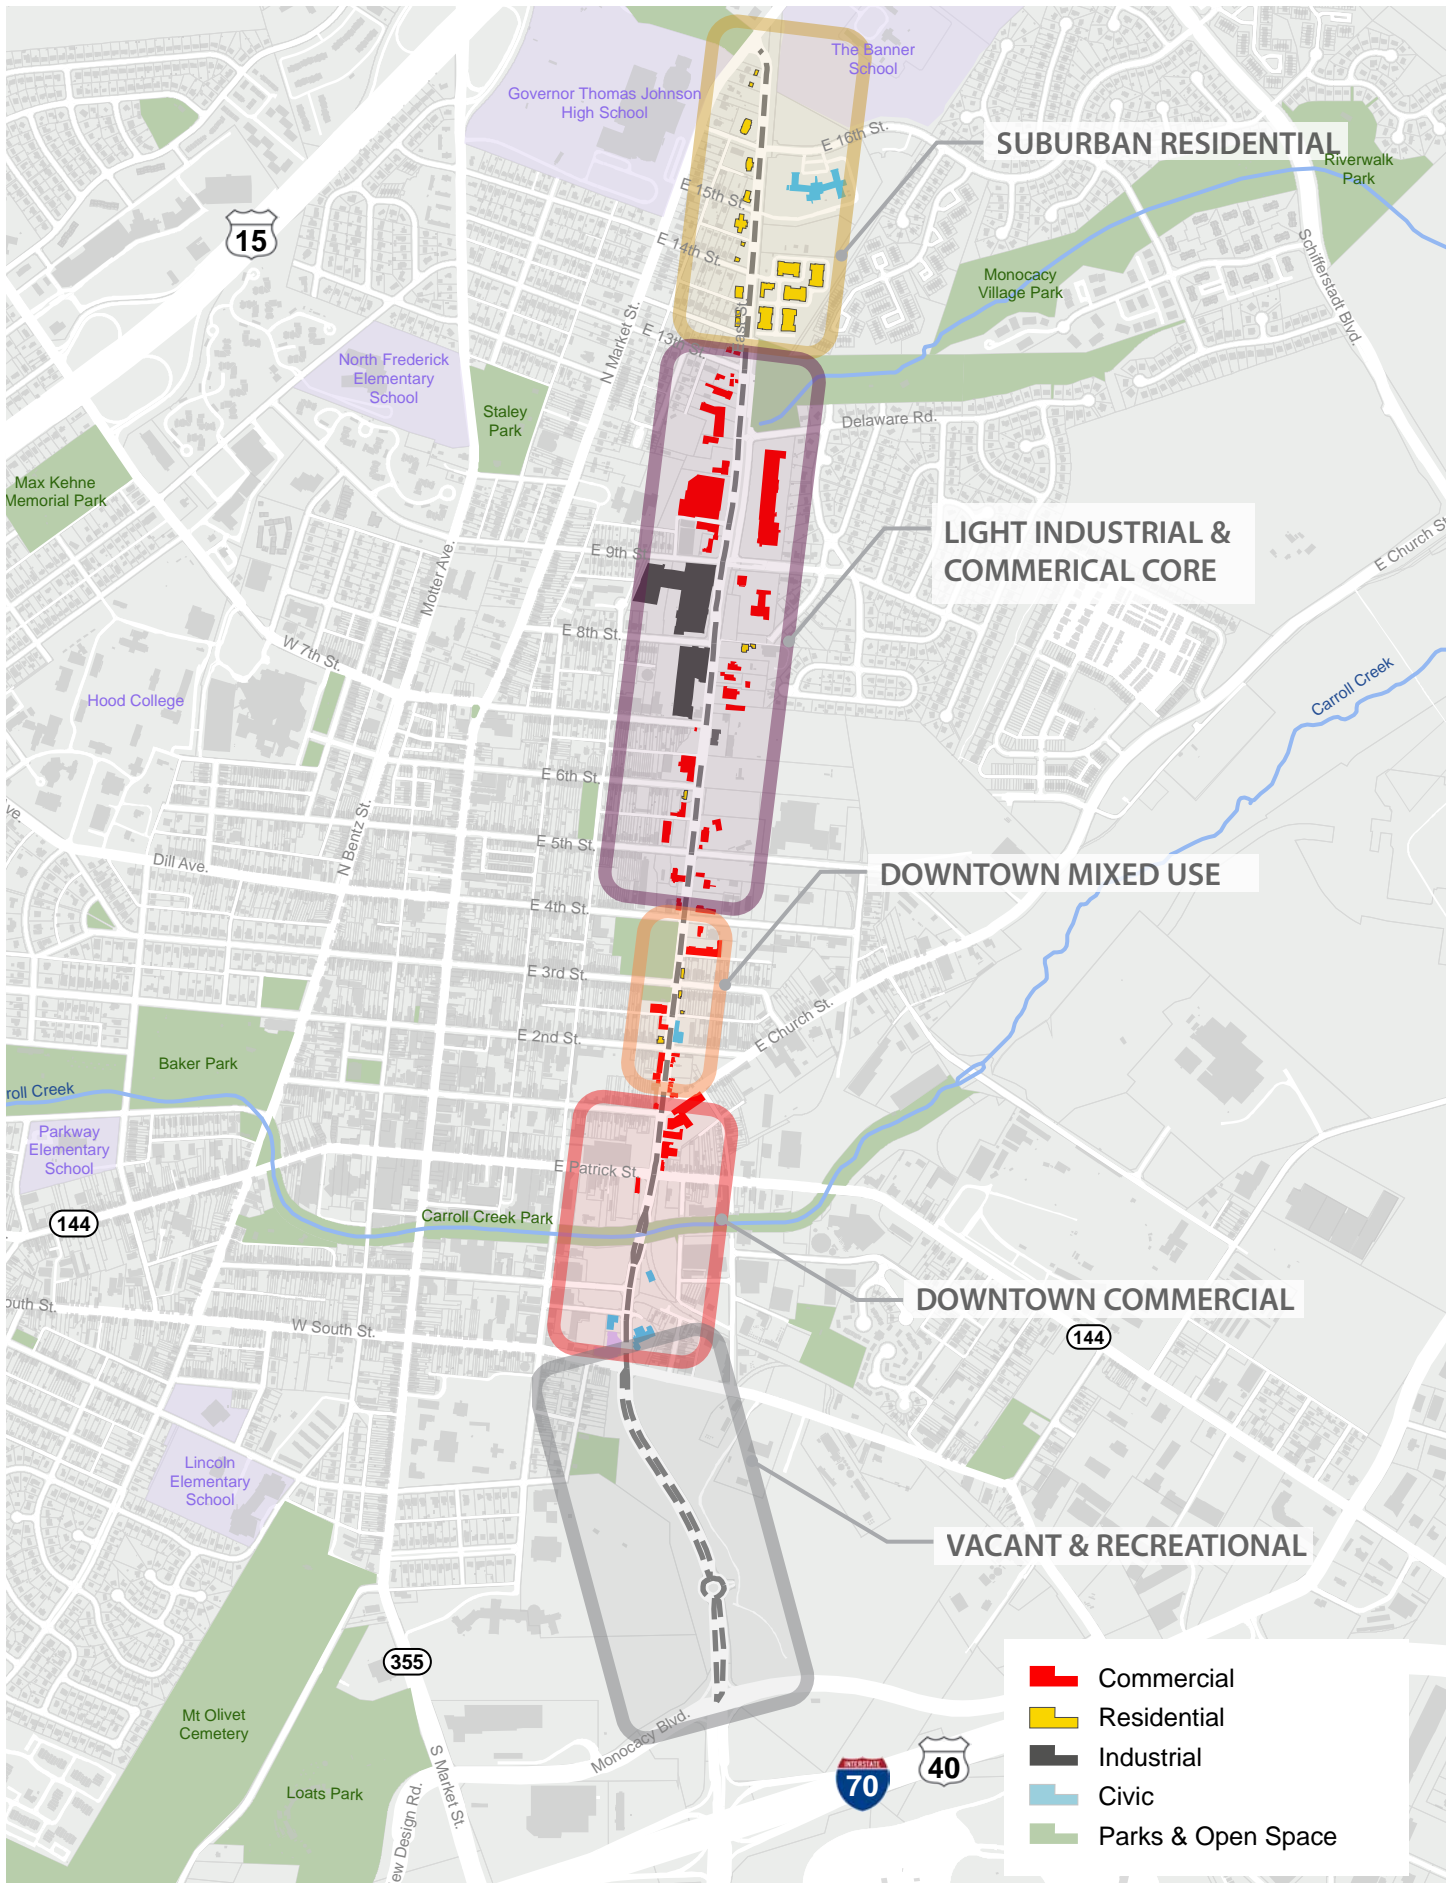 The Banner
School
Governor Thomas Johnson
High School
E 16th St.
SUBURBAN RESIDENTIAL
Riverwalk
Park
E 15th St.
15
E 14th St.
Schifferstadt Blvd.
Monocacy
Village Park
N Market St.
E 13th St.
North Frederick
Elementary
School
Staley
Park
Delaware Rd.
Max Kehne
Memorial Park
LIGHT INDUSTRIAL &
COMMERICAL CORE
E Church St
E 9th S
Motter Ave.
E 8th St.
W 7th St.
Hood College
Carroll Creek
E 6th St.
ve.
N Bentz St.
E 5th St.
Dill Ave.
DOWNTOWN MIXED USE
E 4th St.
E 3rd St.
E 2nd St.
E Church St.
Baker Park
roll Creek
Parkway
Elementary
School
E Patrick St.
144
Carroll Creek Park
DOWNTOWN COMMERCIAL
outh St.
W South St.
144
Lincoln
Elementary
School
VACANT & RECREATIONAL
355
Mt Olivet
Cemetery
Monocacy Blvd.
S Market St.
Loats Park
ew Design Rd.
INTERSTATE
70
40
Commercial
Residential
Industrial
Civic
Parks & Open Space